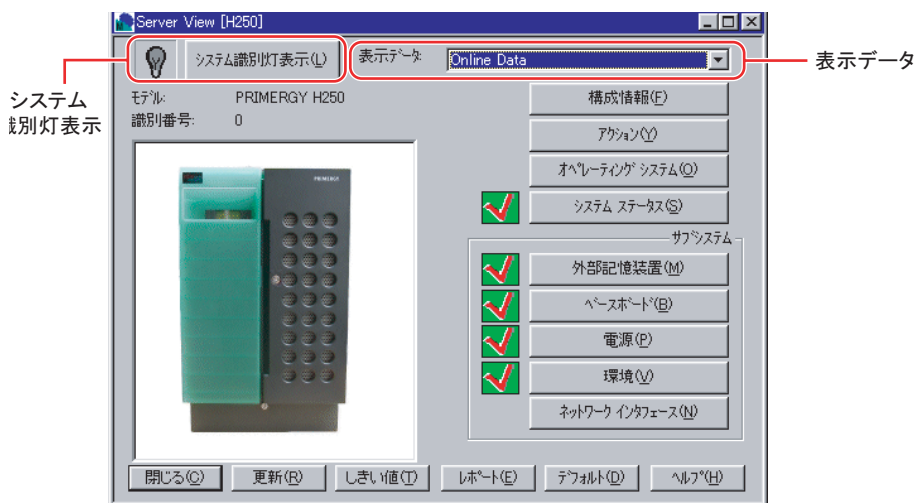 Server View [H250]
システム識別灯表示(L)
表示データ
Online Data
表示データ
システム
識別灯表示
モデル:
PRIMERGY H250
識別番号:
0
PRIMERGY
構成情報(F)
アクション(Y)
オペレーティング システム(O)
システム ステータス(S)
サブシステム
外部記憶装置(M)
ベースボード(B)
電源(P)
環境(V)
ネットワーク インタフェース(N)
閉じる(C)
更新(R)
しきい値(T)
レポート(E)
デフォルト(D)
ヘルプ(H)